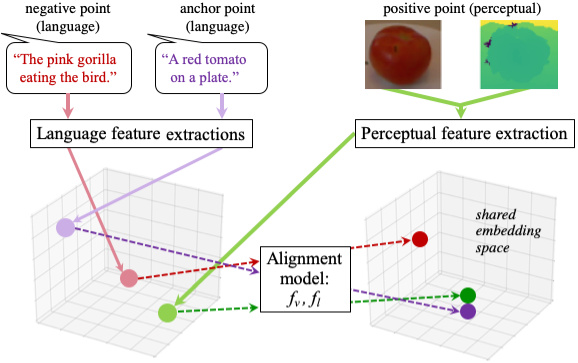 negative point
(language)
anchor point
(language)
positive point (perceptual)
“The pink gorilla
eating the bird.”
“A red tomato
on a plate.”
Language feature extractions
Perceptual feature extraction
shared
embedding
space
Alignment
model:
fᵥ, fₗ